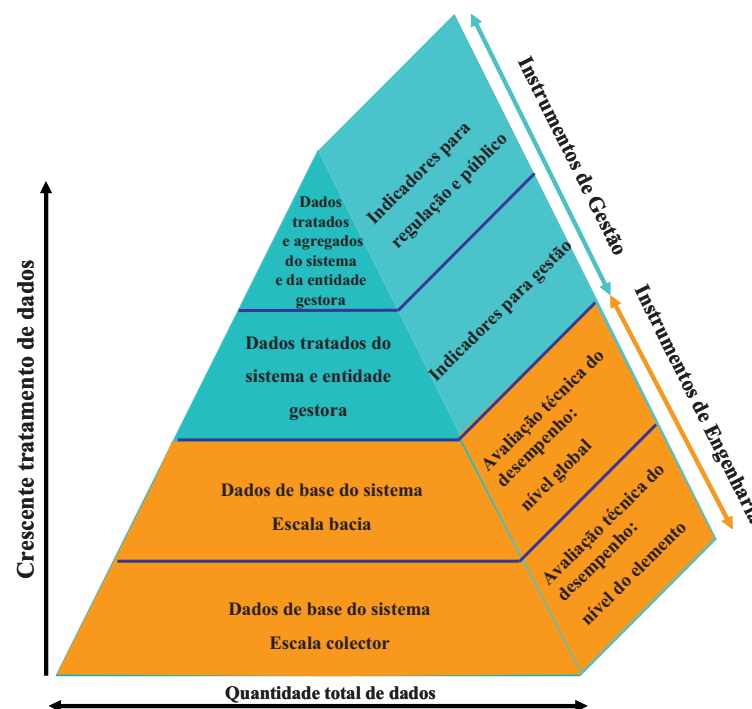 Crescente tratamento de dados
Dados
tratados
e agregados
do sistema
e da entidade
gestora
Indicadores para
regulação e público
Instrumentos de Gestão
Dados tratados do
sistema e entidade
gestora
Indicadores para gestão
Dados de base do sistema
Escala bacia
Avaliação técnica do
desempenho:
nível global
Instrumentos de Engenharia
Dados de base do sistema
Escala colector
Avaliação técnica do
desempenho:
nível do elemento
Quantidade total de dados